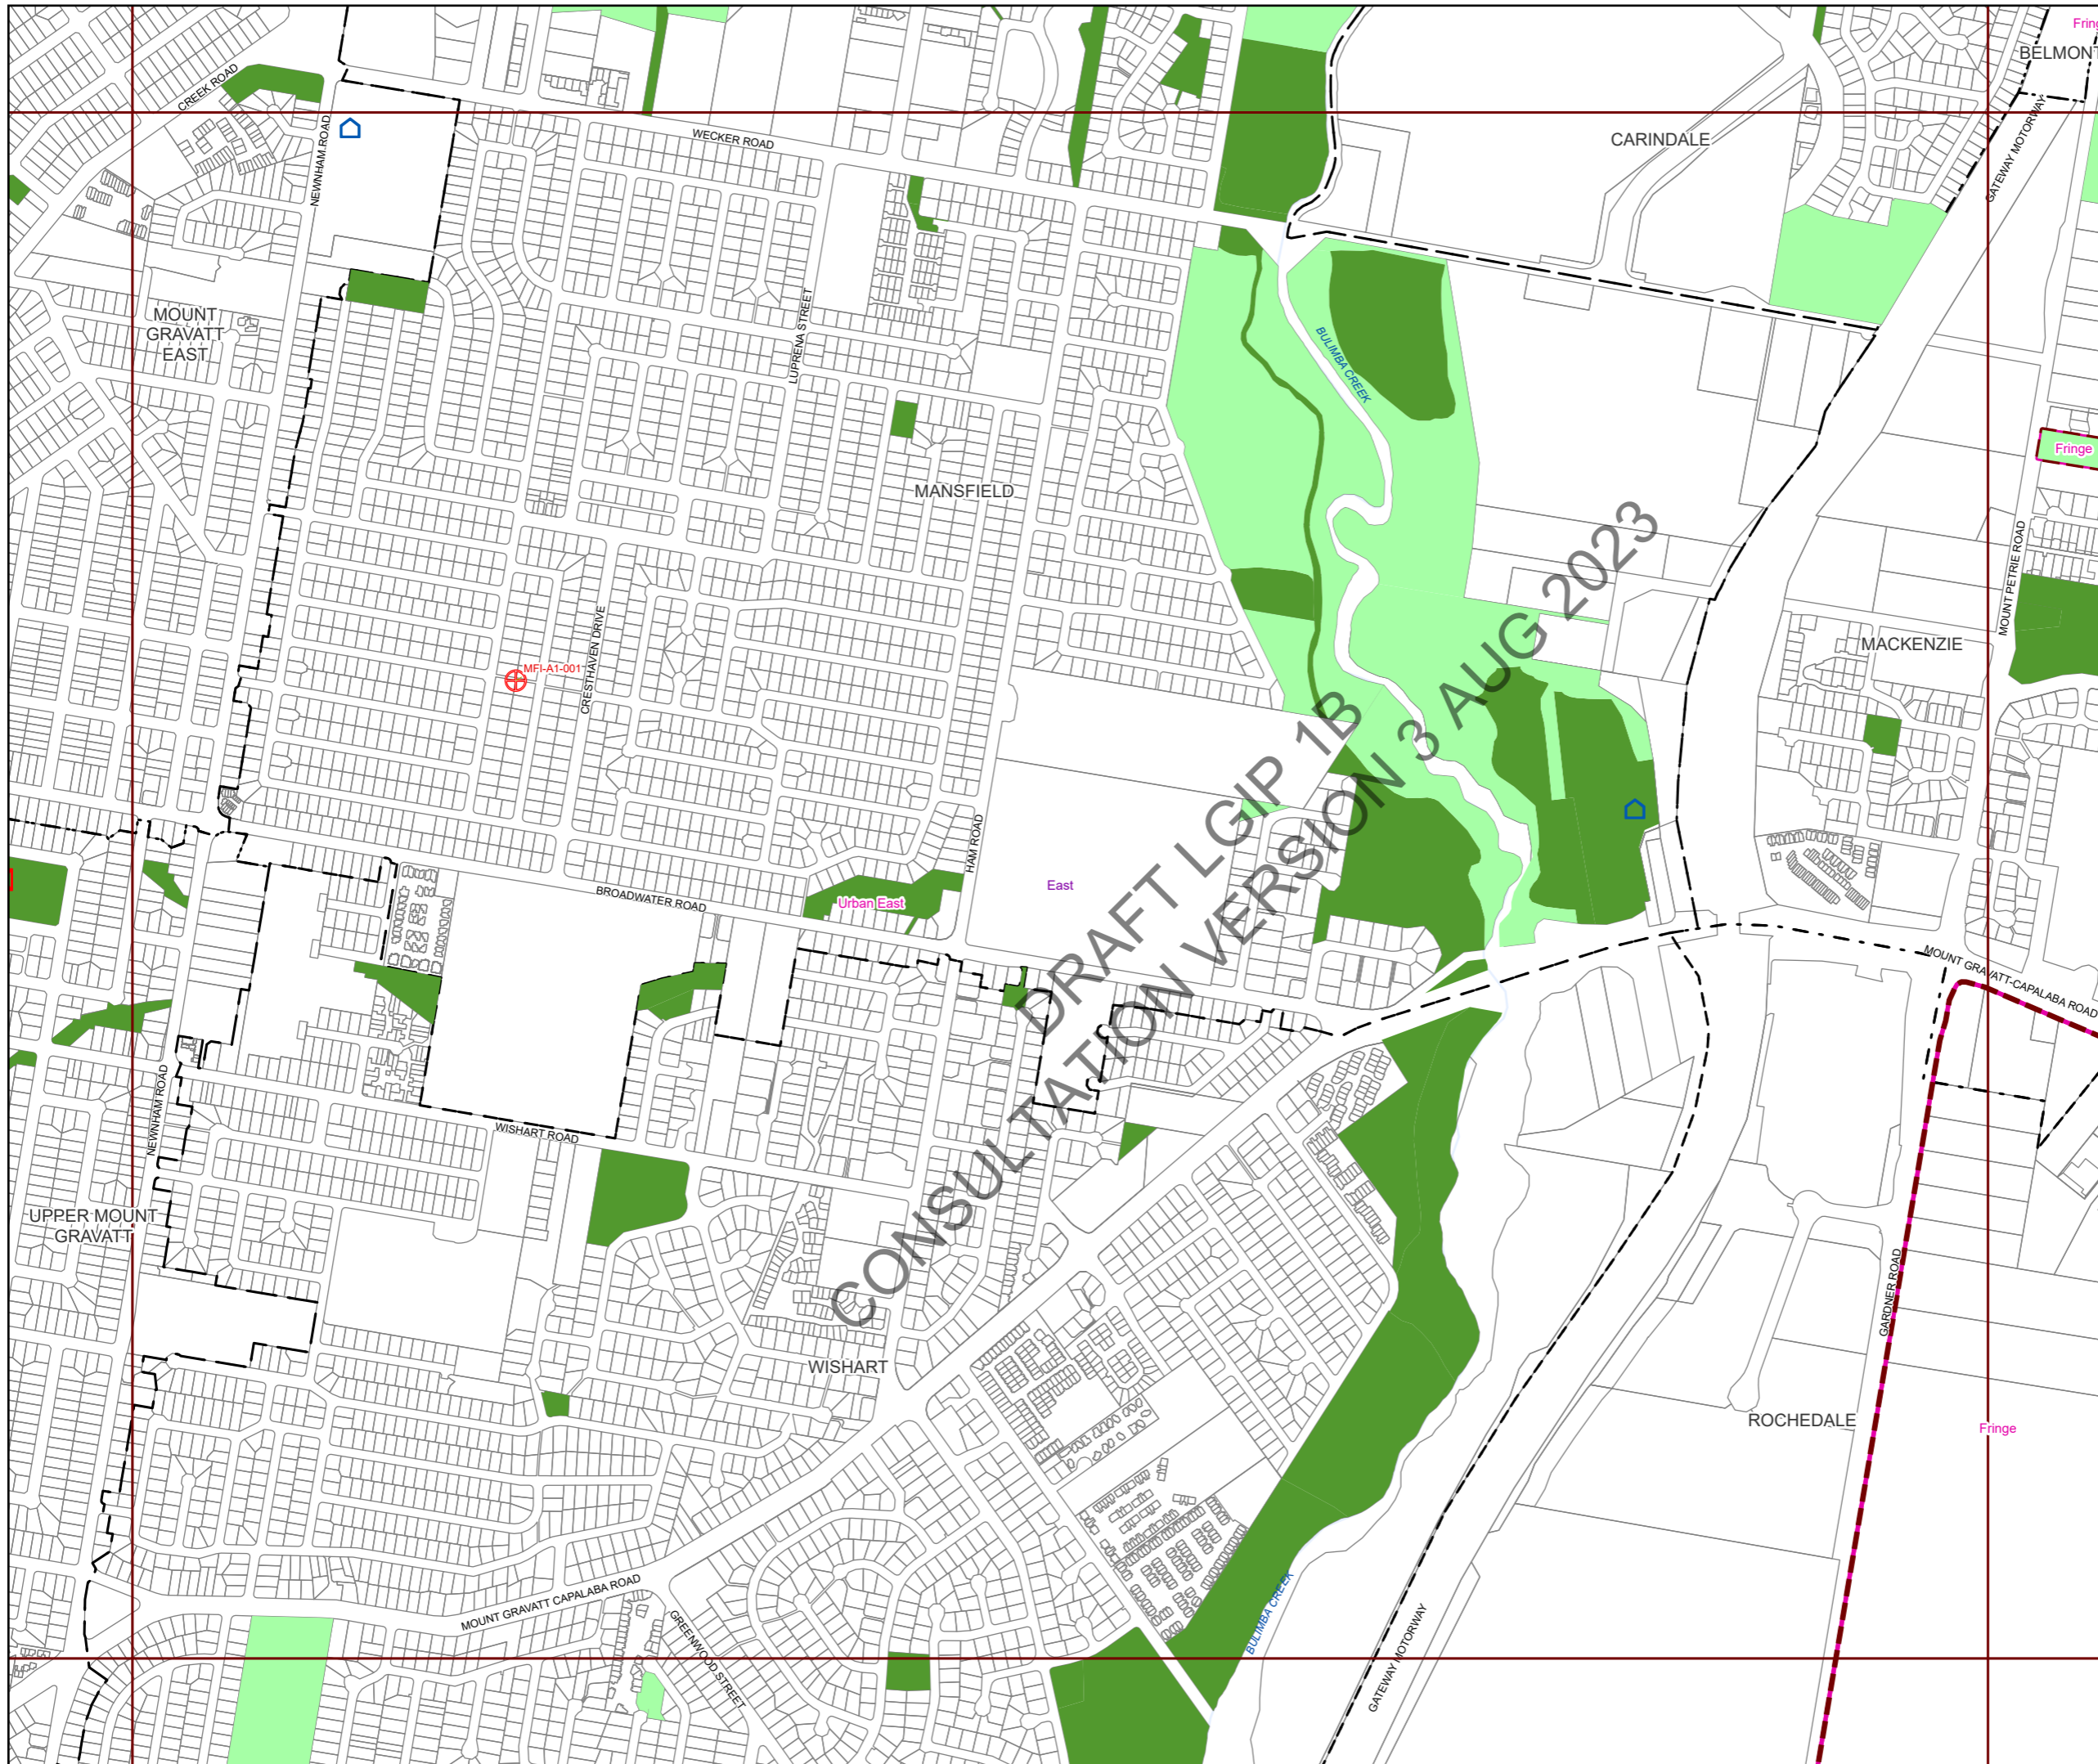 Fring
BELMONT
CREEK ROAD
NEWNHAM ROAD
WECKER ROAD
CARINDALE
GATEWAY MOTORWAY
MOUNT
GRAVATT
EAST
LUPRENA STREET
BULIMBA CREEK
Fringe
MANSFIELD
MOUNT PETRIE ROAD
MACKENZIE
MFI-A1-001
CRESTHAVEN DRIVE
DRAFT LGIP 1B
CONSULTATION VERSION 3 AUG 2023
HAM ROAD
East
Urban East
BROADWATER ROAD
MOUNT GRAVATT-CAPALABA ROAD
NEWNHAM ROAD
WISHART ROAD
UPPER MOUNT
GRAVATT
GARDNER ROAD
WISHART
ROCHEDALE
Fringe
MOUNT GRAVATT CAPALABA ROAD
GREENWOOD STREET
BULIMBA CREEK
GATEWAY MOTORWAY